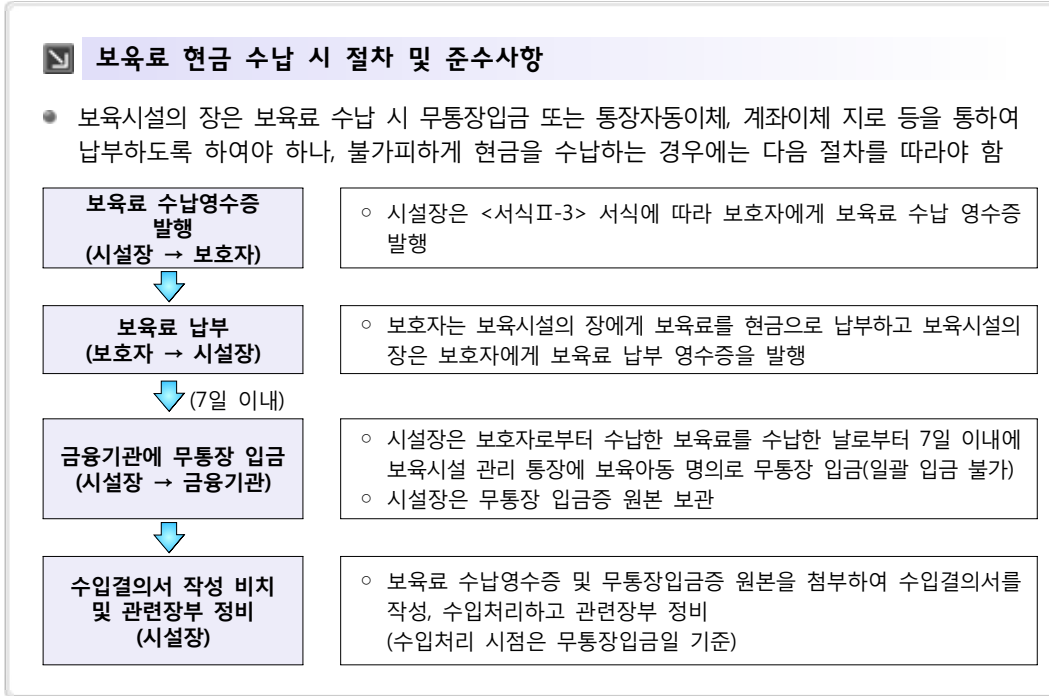 보육료 현금 수납 시 절차 및 준수사항
보육시설의 장은 보육료 수납 시 무통장입금 또는 통장자동이체, 계좌이체 지로 등을 통하여
납부하도록 하여야 하나, 불가피하게 현금을 수납하는 경우에는 다음 절차를 따라야 함
보육료 수납영수증
발행
(시설장 → 보호자)
○ 시설장은 <서식Ⅱ-3> 서식에 따라 보호자에게 보육료 수납 영수증
발행
보육료 납부
(보호자 → 시설장)
○ 보호자는 보육시설의 장에게 보육료를 현금으로 납부하고 보육시설의
장은 보호자에게 보육료 납부 영수증을 발행
(7일 이내)
금융기관에 무통장 입금
(시설장 → 금융기관)
○ 시설장은 보호자로부터 수납한 보육료를 수납한 날로부터 7일 이내에
보육시설 관리 통장에 보육아동 명의로 무통장 입금(일괄 입금 불가)
○ 시설장은 무통장 입금증 원본 보관
수입결의서 작성 비치
및 관련장부 정비
(시설장)
○ 보육료 수납영수증 및 무통장입금증 원본을 첨부하여 수입결의서를
작성, 수입처리하고 관련장부 정비
(수입처리 시점은 무통장입금일 기준)